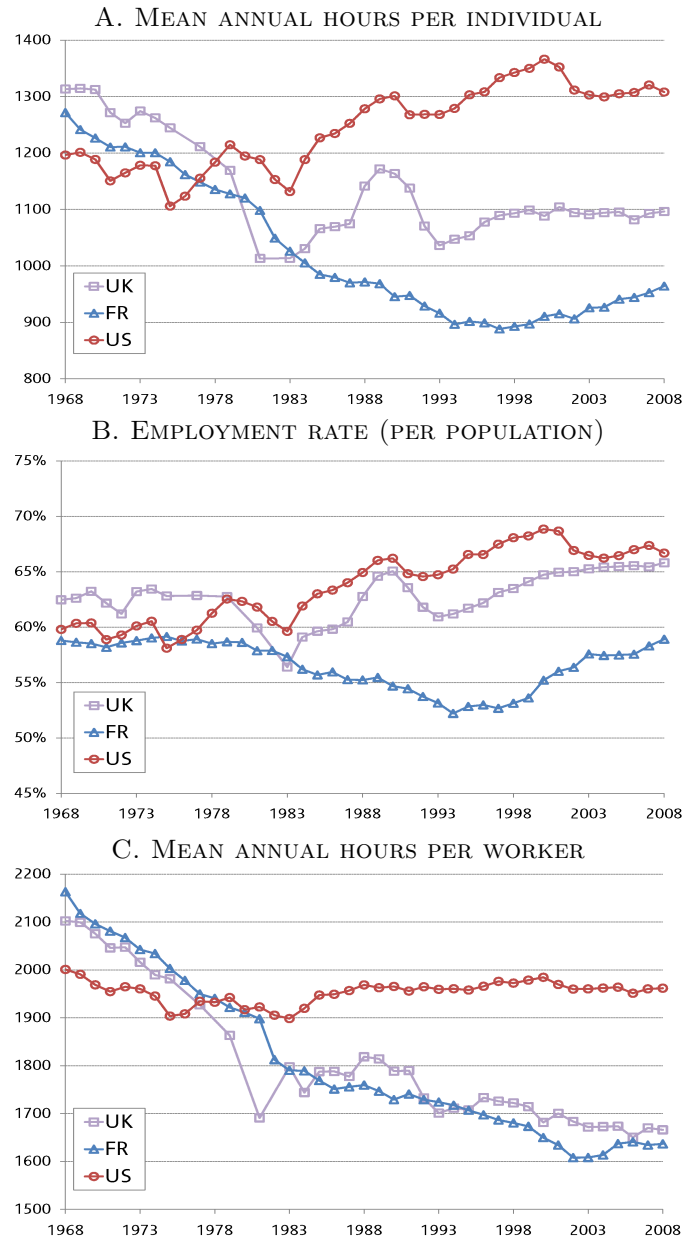 A. MEAN ANNUAL HOURS PER INDIVIDUAL
1400
1300
1200
1100
1000
900
800
UK
FR
US
1968 1973 1978 1983 1988 1993 1998 2003 2008
B. EMPLOYMENT RATE (PER POPULATION)
75%
70%
65%
60%
55%
50%
45%
UK
FR
US
1968 1973 1978 1983 1988 1993 1998 2003 2008
C. MEAN ANNUAL HOURS PER WORKER
2200
2100
2000
1900
1800
1700
1600
1500
UK
FR
US
1968 1973 1978 1983 1988 1993 1998 2003 2008